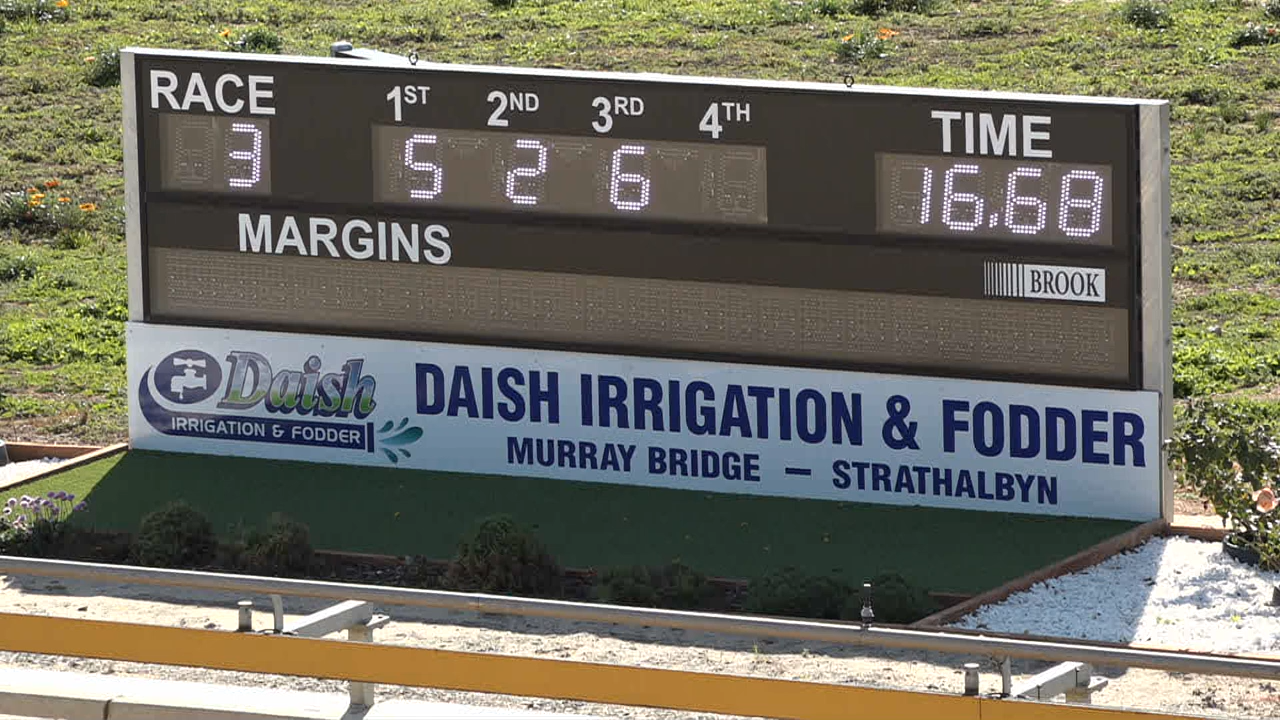 RACE 1ST 2ND 3RD 4TH TIME
3 5 2 6 16.68
MARGINS
BROOK
Daish
IRRIGATION & FODDER
DAISH IRRIGATION & FODDER
MURRAY BRIDGE – STRATHALBYN